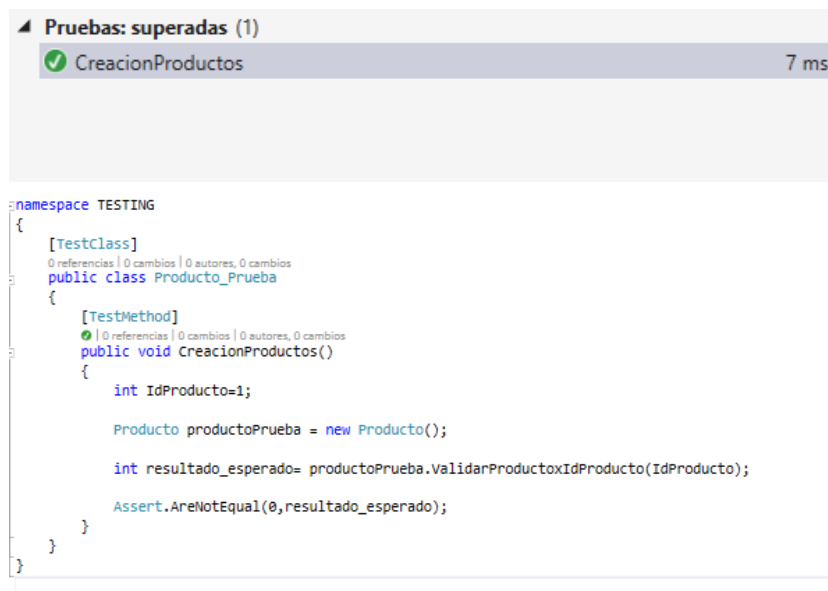 Pruebas: superadas (1)
CreacionProductos 7 ms
namespace TESTING
{
[TestClass]
0 referencias | 0 cambios | 0 autores, 0 cambios
public class Producto_Prueba
{
[TestMethod]
| 0 referencias | 0 cambios | 0 autores, 0 cambios
public void CreacionProductos()
{
int IdProducto=1;
Producto productoPrueba = new Producto();
int resultado_esperado= productoPrueba.ValidarProductoxIdProducto(IdProducto);
Assert.AreNotEqual(0,resultado_esperado);
}
}
}